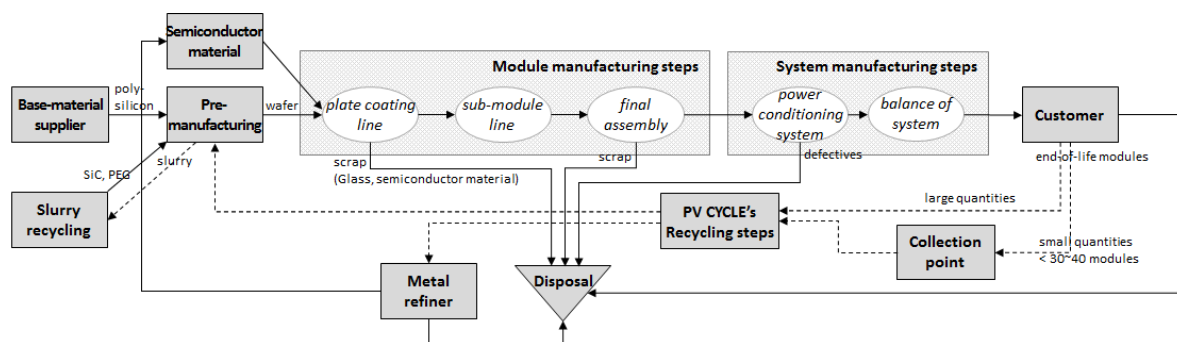 Semiconductor
material
Module manufacturing steps
System manufacturing steps
Base-material
supplier
poly-
silicon
Pre-
manufacturing
wafer
plate coating
line
sub-module
line
final
assembly
power
conditioning
system
balance of
system
Customer
slurry
SiC, PEG
Slurry
recycling
scrap
(Glass, semiconductor material)
scrap
defectives
end-of-life modules
large quantities
PV CYCLE's
Recycling steps
Collection
point
small quantities
< 30~40 modules
Metal
refiner
Disposal